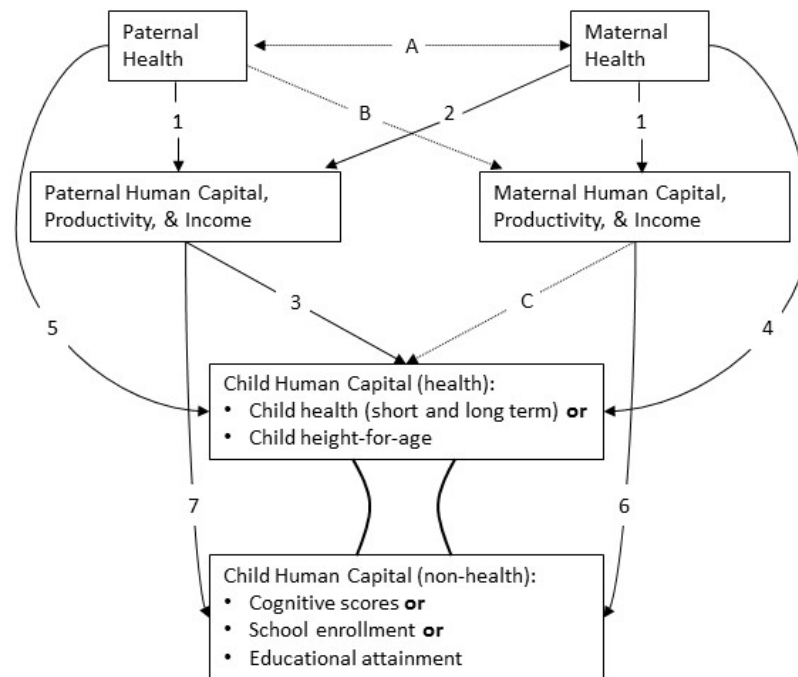 Paternal
Health
A
Maternal
Health
1
B
2
1
Paternal Human Capital,
Productivity, & Income
Maternal Human Capital,
Productivity, & Income
3
C
5
4
Child Human Capital (health):
• Child health (short and long term) or
• Child height-for-age
7
6
Child Human Capital (non-health):
• Cognitive scores or
• School enrollment or
• Educational attainment